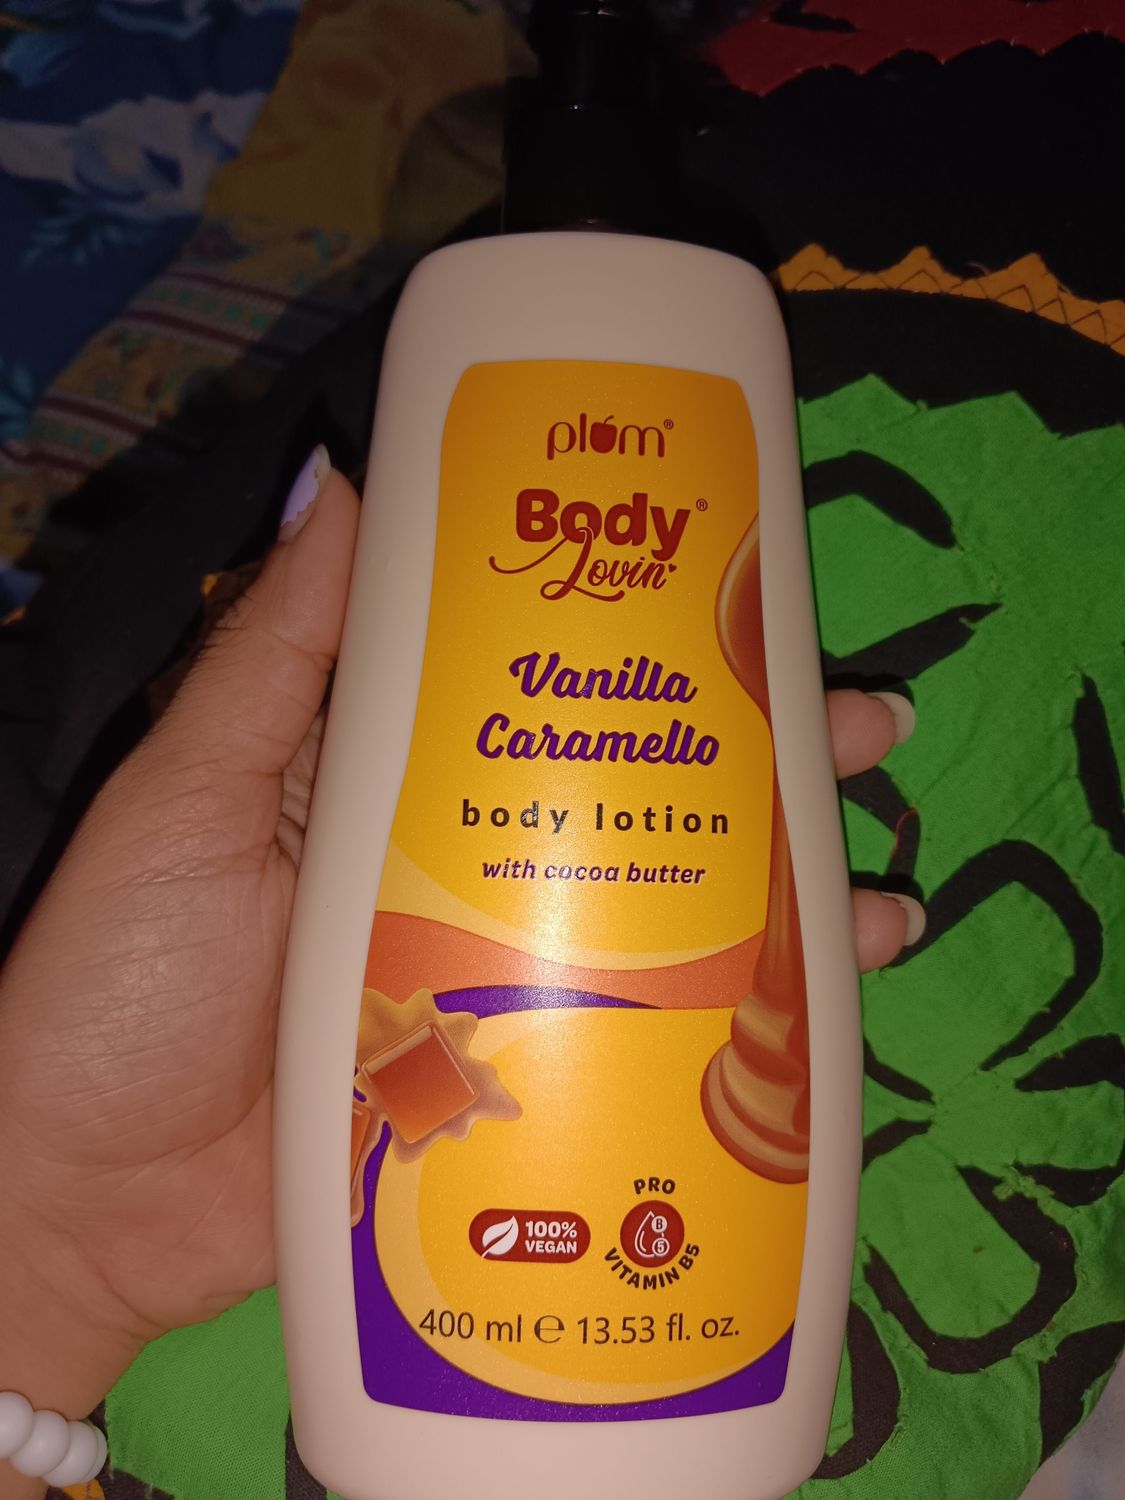 plum®
Body®
Lovin'
Vanilla
Caramello
body lotion
with cocoa butter
100%
VEGAN
PRO
B
5
VITAMIN B5
400 ml ℮ 13.53 fl. oz.